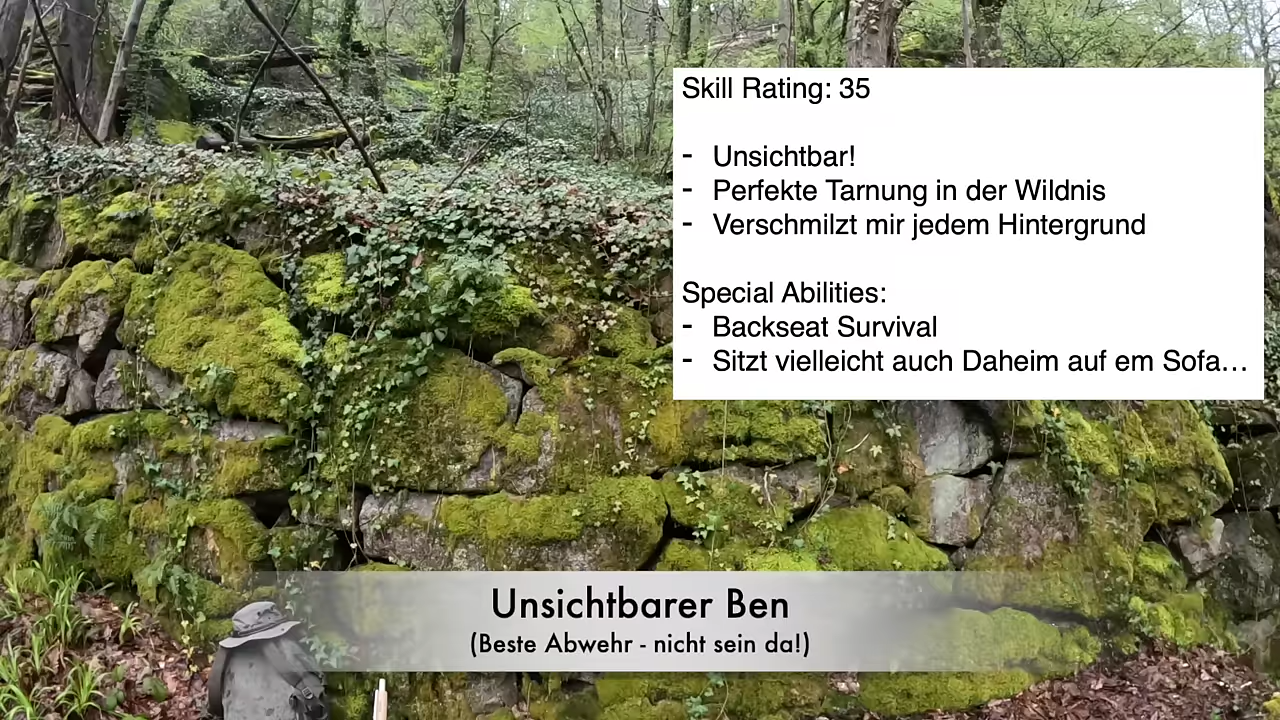 Skill Rating: 35
- Unsichtbar!
- Perfekte Tarnung in der Wildnis
- Verschmilzt mir jedem Hintergrund
Special Abilities:
- Backseat Survival
- Sitzt vielleicht auch Daheim auf em Sofa…
Unsichtbarer Ben
(Beste Abwehr - nicht sein da!)